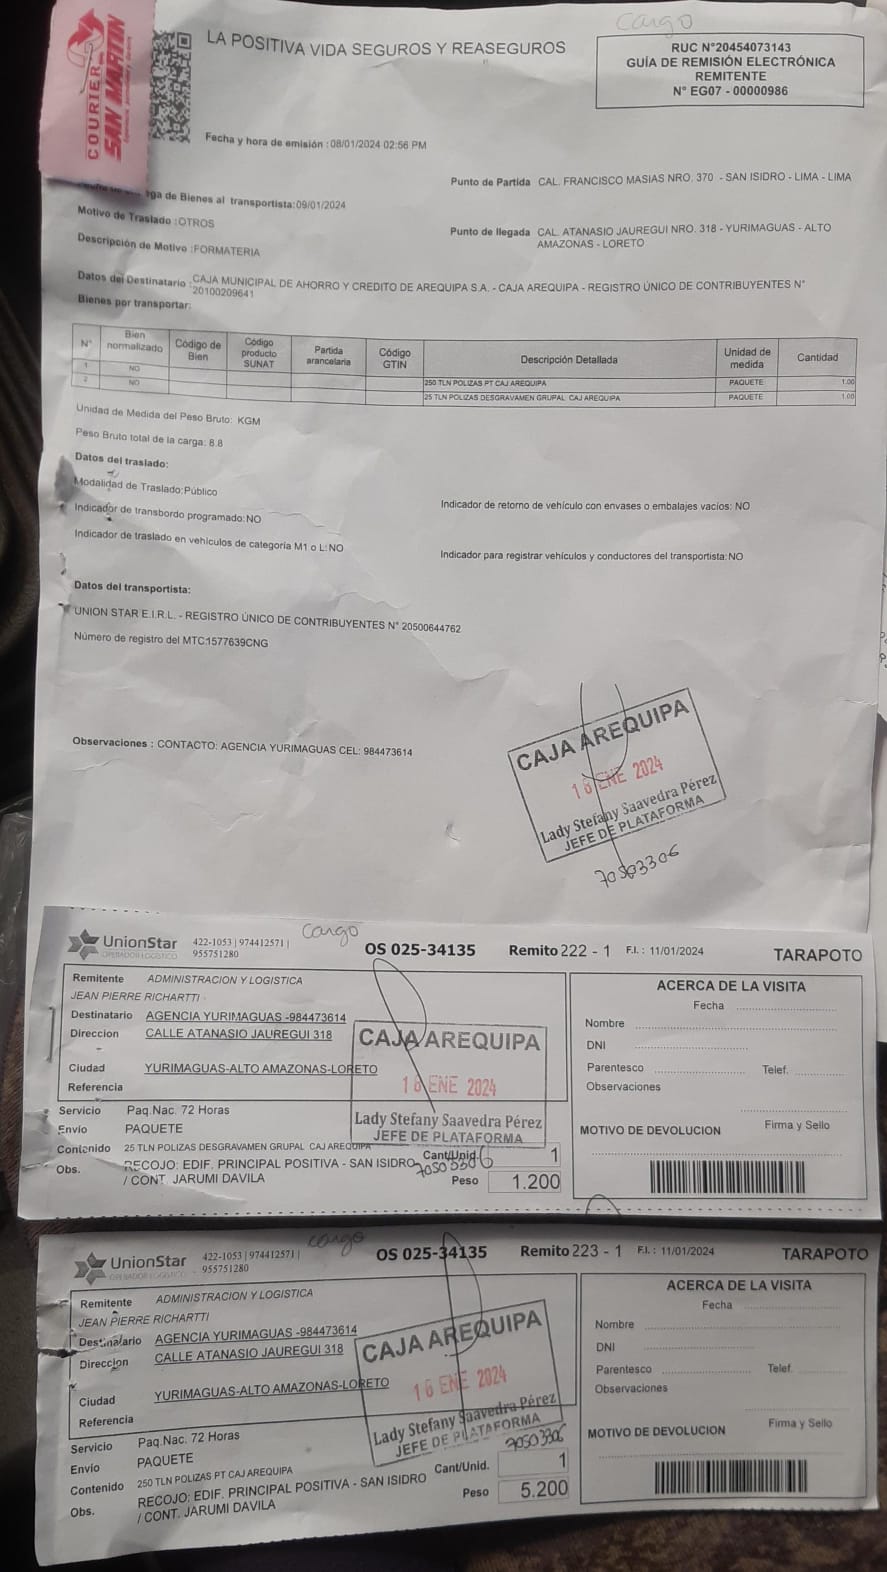 cargo
COURIER
SAN MARTIN
LA POSITIVA VIDA SEGUROS Y REASEGUROS
RUC N°20454073143
GUÍA DE REMISIÓN ELECTRÓNICA
REMITENTE
N° EG07 - 00000986
Fecha y hora de emisión : 08/01/2024 02:56 PM
ga de Bienes al transportista: 09/01/2024
Punto de Partida CAL. FRANCISCO MASIAS NRO. 370 - SAN ISIDRO - LIMA - LIMA
Motivo de Traslado : OTROS
Punto de llegada CAL. ATANASIO JAUREGUI NRO. 318 - YURIMAGUAS - ALTO
AMAZONAS - LORETO
Descripción de Motivo : FORMATERIA
Datos del Destinatario : CAJA MUNICIPAL DE AHORRO Y CREDITO DE AREQUIPA S.A. - CAJA AREQUIPA - REGISTRO ÚNICO DE CONTRIBUYENTES N°
20100209641
Bienes por transportar:
N° Bien normalizado Código de Bien Código producto SUNAT Partida arancelaria Código GTIN Descripción Detallada Unidad de medida Cantidad
1 NO 250 TLN POLIZAS PT CAJ AREQUIPA PAQUETE 1.00
2 NO 25 TLN POLIZAS DESGRAVAMEN GRUPAL CAJ AREQUIPA PAQUETE 1.00
Unidad de Medida del Peso Bruto: KGM
Peso Bruto total de la carga: 8.8
Datos del traslado:
Modalidad de Traslado: Público
Indicador de retorno de vehículo con envases o embalajes vacíos: NO
Indicador de transbordo programado: NO
Indicador de traslado en vehículos de categoría M1 o L: NO
Indicador para registrar vehículos y conductores del transportista: NO
Datos del transportista:
UNION STAR E.I.R.L. - REGISTRO ÚNICO DE CONTRIBUYENTES N° 20500644762
Número de registro del MTC: 1577639CNG
Observaciones : CONTACTO: AGENCIA YURIMAGUAS CEL: 984473614
CAJA AREQUIPA
16 ENE 2024
Lady Stefany Saavedra Pérez
JEFE DE PLATAFORMA
70503306
cargo
UnionStar
OPERADOR LOGÍSTICO
422-1053 | 974412571 |
955751280
OS 025-34135 Remito 222 - 1 F.I. : 11/01/2024 TARAPOTO
Remitente ADMINISTRACION Y LOGISTICA
JEAN PIERRE RICHARTTI
Destinatario AGENCIA YURIMAGUAS -984473614
Direccion CALLE ATANASIO JAUREGUI 318
Ciudad YURIMAGUAS-ALTO AMAZONAS-LORETO
Referencia
CAJA AREQUIPA
16 ENE 2024
Lady Stefany Saavedra Pérez
JEFE DE PLATAFORMA
70503306
Servicio Paq.Nac. 72 Horas
Envio PAQUETE
Contenido 25 TLN POLIZAS DESGRAVAMEN GRUPAL CAJ AREQUIPA
Obs. RECOJO: EDIF. PRINCIPAL POSITIVA - SAN ISIDRO
/ CONT. JARUMI DAVILA
Cant/Unid. 1
Peso 1.200
ACERCA DE LA VISITA
Fecha
Nombre
DNI
Parentesco Telef.
Observaciones
MOTIVO DE DEVOLUCION Firma y Sello
cargo
UnionStar
OPERADOR LOGÍSTICO
422-1053 | 974412571 |
955751280
OS 025-34135 Remito 223 - 1 F.I. : 11/01/2024 TARAPOTO
Remitente ADMINISTRACION Y LOGISTICA
JEAN PIERRE RICHARTTI
Destinatario AGENCIA YURIMAGUAS -984473614
Direccion CALLE ATANASIO JAUREGUI 318
Ciudad YURIMAGUAS-ALTO AMAZONAS-LORETO
Referencia
CAJA AREQUIPA
16 ENE 2024
Lady Stefany Saavedra Pérez
JEFE DE PLATAFORMA
70503306
Servicio Paq.Nac. 72 Horas
Envio PAQUETE
Contenido 250 TLN POLIZAS PT CAJ AREQUIPA
Obs. RECOJO: EDIF. PRINCIPAL POSITIVA - SAN ISIDRO
/ CONT. JARUMI DAVILA
Cant/Unid. 1
Peso 5.200
ACERCA DE LA VISITA
Fecha
Nombre
DNI
Parentesco Telef.
Observaciones
MOTIVO DE DEVOLUCION Firma y Sello